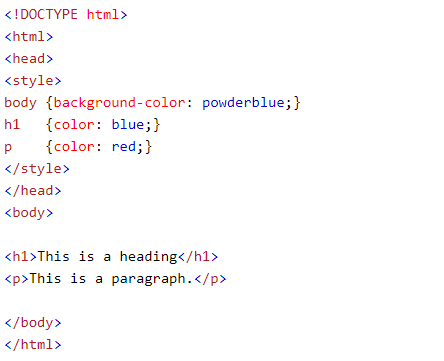 <!DOCTYPE html>
<html>
<head>
<style>
body {background-color: powderblue;}
h1   {color: blue;}
p    {color: red;}
</style>
</head>
<body>

<h1>This is a heading</h1>
<p>This is a paragraph.</p>

</body>
</html>